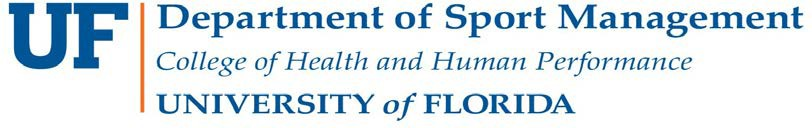 UF
Department of Sport Management
College of Health and Human Performance
UNIVERSITY of FLORIDA